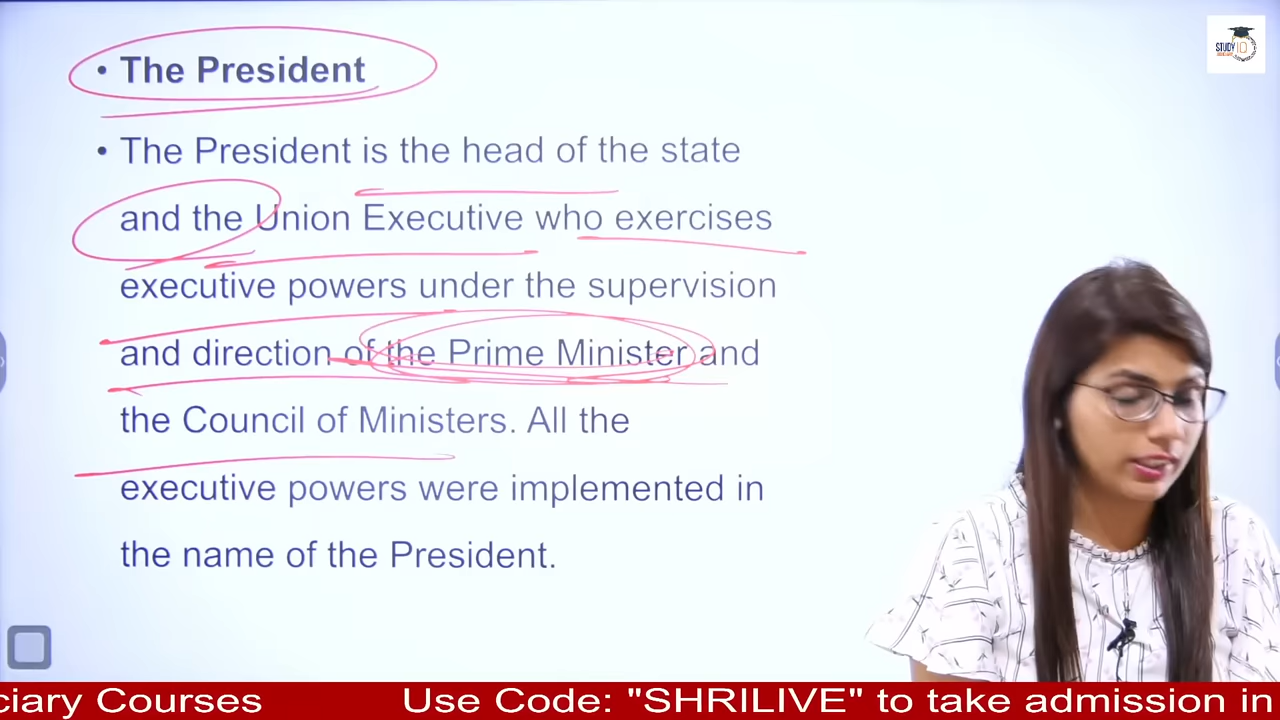 • The President
• The President is the head of the state
and the Union Executive who exercises
executive powers under the supervision
and direction of the Prime Minister and
the Council of Ministers. All the
executive powers were implemented in
the name of the President.
STUDY
IQ
ciary Courses Use Code: "SHRILIVE" to take admission in